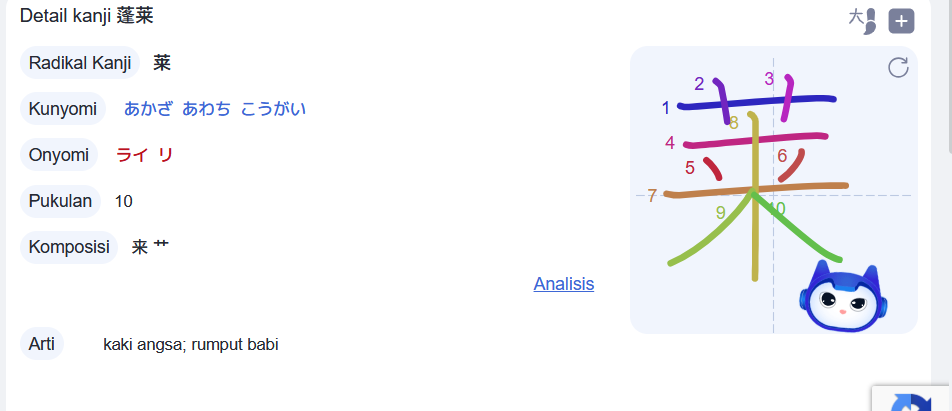 Detail kanji 蓬莱
大
Radikal Kanji 莱
Kunyomi あかざ あわち こうがい
Onyomi ライ リ
Pukulan 10
Komposisi 来 艹
Analisis
Arti kaki angsa; rumput babi
1
2
3
4
5
6
7
8
9
10